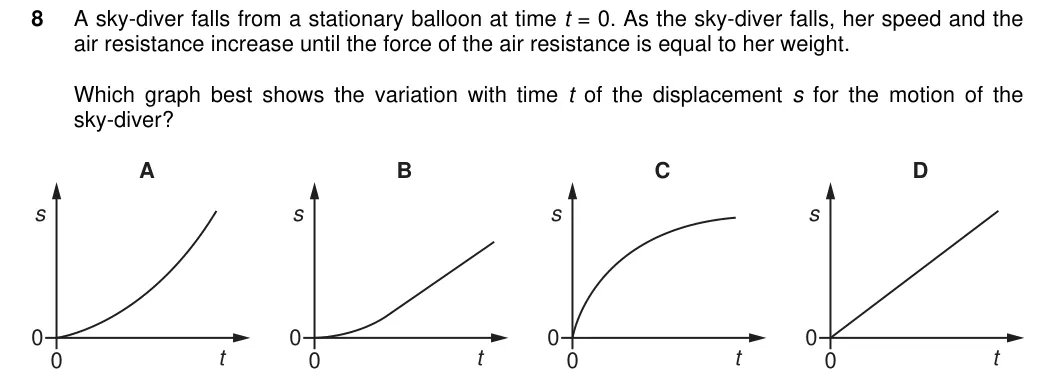 8 A sky-diver falls from a stationary balloon at time t = 0. As the sky-diver falls, her speed and the
air resistance increase until the force of the air resistance is equal to her weight.
Which graph best shows the variation with time t of the displacement s for the motion of the
sky-diver?
A B C D
s s s s
0 0 0 0
0 t 0 t 0 t 0 t